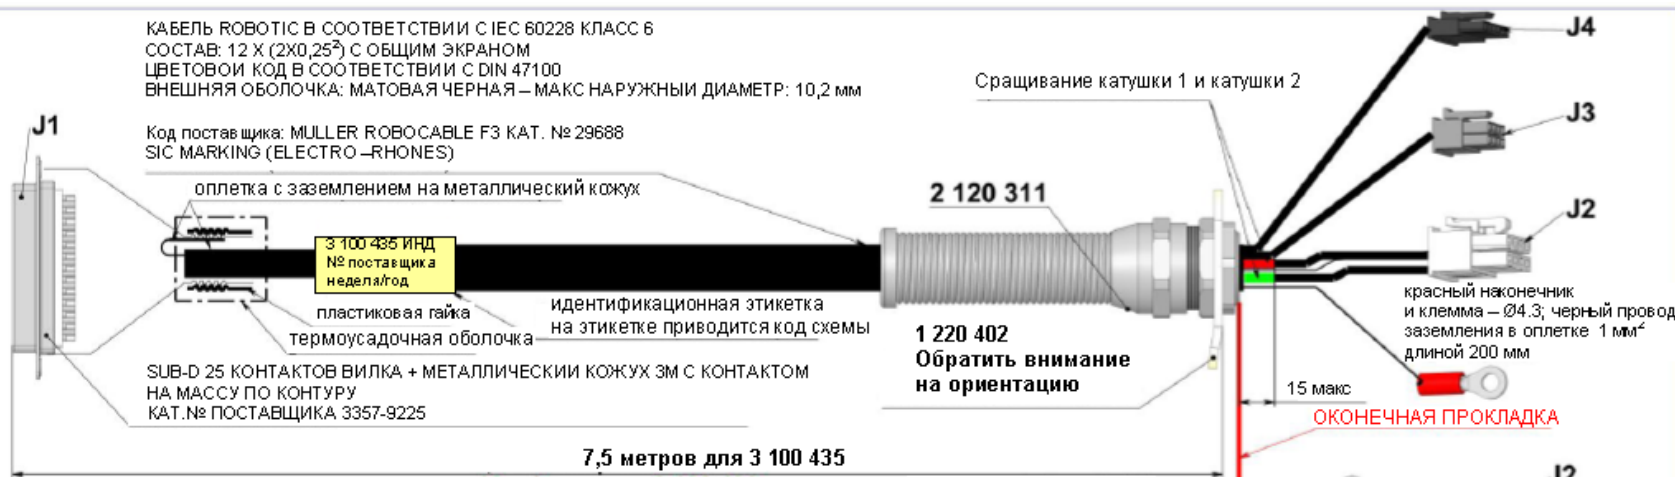 КАБЕЛЬ ROBOTIC В СООТВЕТСТВИИ С IEC 60228 КЛАСС 6
СОСТАВ: 12 X (2X0,25²) С ОБЩИМ ЭКРАНОМ
ЦВЕТОВОИ КОД В СООТВЕТСТВИИ С DIN 47100
ВНЕШНЯЯ ОБОЛОЧКА: МАТОВАЯ ЧЕРНАЯ – МАКС НАРУЖНЫИ ДИАМЕТР: 10,2 мм
Код поставщика: MULLER ROBOCABLE F3 КАТ. № 29688
SIC MARKING (ELECTRO –RHONES)
J1
оплетка с заземлением на металлический кожух
3 100 435 ИНД
№ поставщика
неделя/год
пластиковая гайка
термоусадочная оболочка
идентификационная этикетка
на этикетке приводится код схемы
SUB-D 25 КОНТАКТОВ ВИЛКА + МЕТАЛЛИЧЕСКИИ КОЖУХ 3М С КОНТАКТОМ
НА МАССУ ПО КОНТУРУ
КАТ.№ ПОСТАВЩИКА 3357-9225
7,5 метров для 3 100 435
2 120 311
1 220 402
Обратить внимание
на ориентацию
Сращивание катушки 1 и катушки 2
J4
J3
J2
красный наконечник
и клемма – Ø4.3; черный провод
заземления в оплетке 1 мм²
длиной 200 мм
15 макс
ОКОНЕЧНАЯ ПРОКЛАДКА
J2